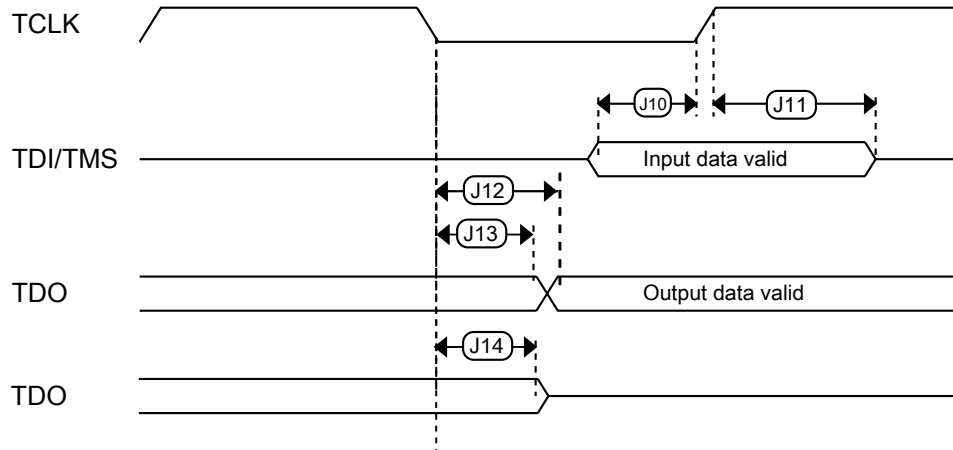 TCLK
J10
J11
TDI/TMS
Input data valid
J12
J13
TDO
Output data valid
J14
TDO